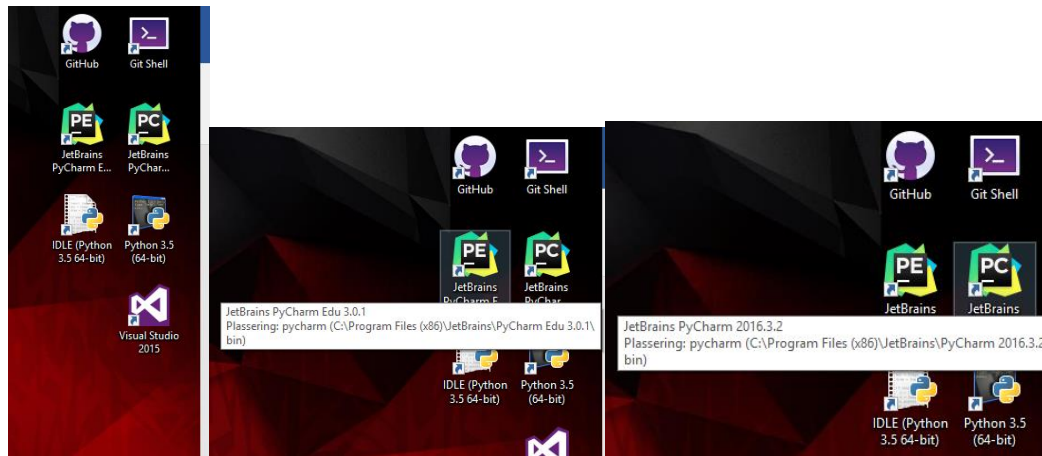 GitHub Git Shell
PE PC
JetBrains PyCharm E... JetBrains PyChar...
IDLE (Python 3.5 64-bit) Python 3.5 (64-bit)
Visual Studio 2015
GitHub Git Shell
PE PC
JetBrains JetBrains
PyCharm E... PyChar...
JetBrains PyCharm Edu 3.0.1
Plassering: pycharm (C:\Program Files (x86)\JetBrains\PyCharm Edu 3.0.1\
bin)
IDLE (Python Python 3.5
3.5 64-bit) (64-bit)
GitHub Git Shell
PE PC
JetBrains JetBrains
JetBrains PyCharm 2016.3.2
Plassering: pycharm (C:\Program Files (x86)\JetBrains\PyCharm 2016.3.2
bin)
IDLE (Python Python 3.5
3.5 64-bit) (64-bit)